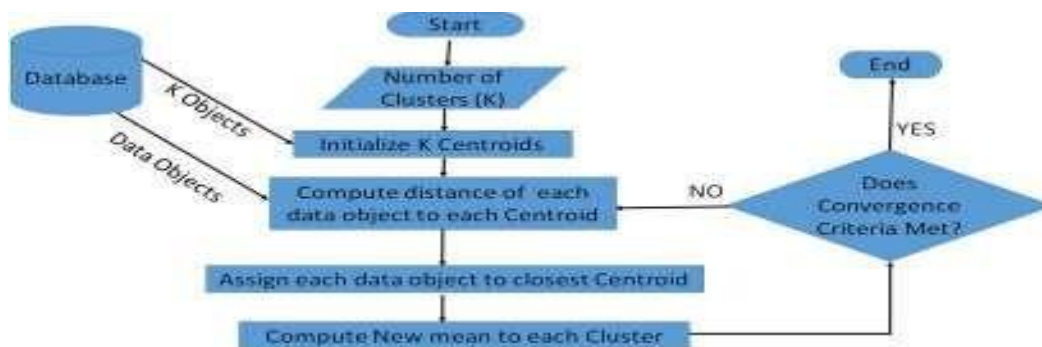 Start
Database
Number of
Clusters (K)
K Objects
Data Objects
Initialize K Centroids
Compute distance of each
data object to each Centroid
Assign each data object to closest Centroid
Compute New mean to each Cluster
NO
Does
Convergence
Criteria Met?
YES
End